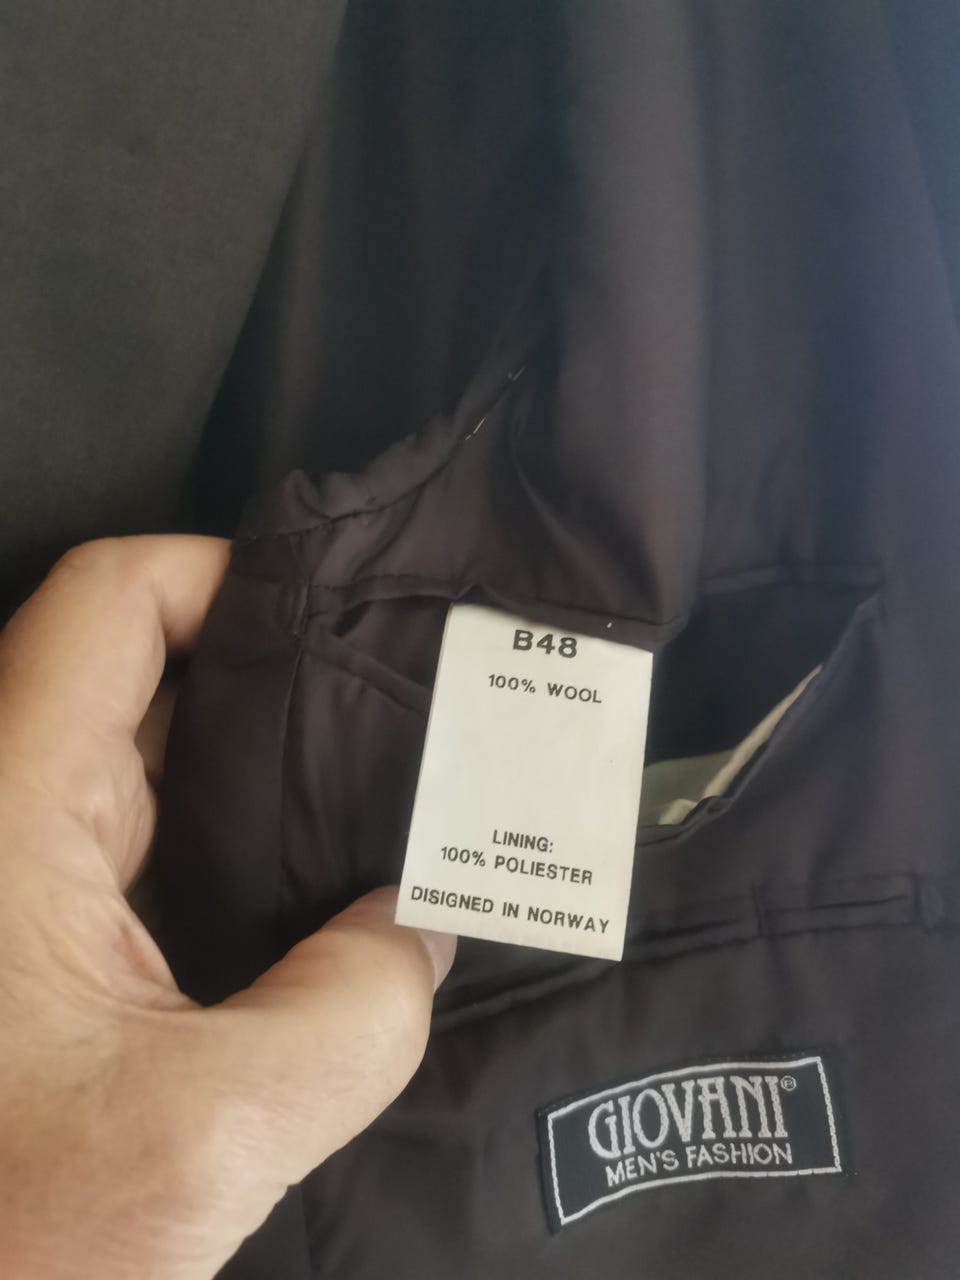 B48
100% WOOL
LINING:
100% POLIESTER
DISIGNED IN NORWAY
GIOVANI®
MEN'S FASHION